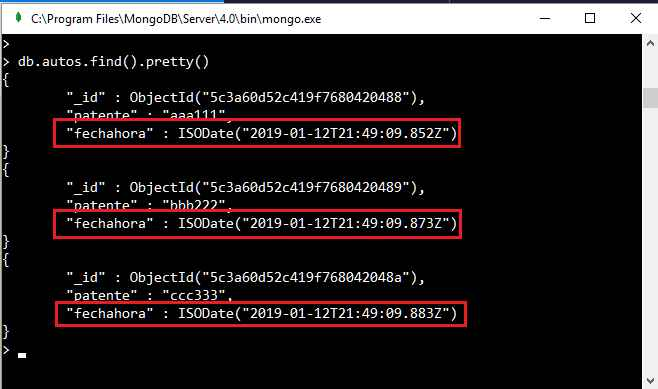 C:\Program Files\MongoDB\Server\4.0\bin\mongo.exe
>
> db.autos.find().pretty()
{
"_id" : ObjectId("5c3a60d52c419f7680420488"),
"patente" : "aaa111",
"fechahora" : ISODate("2019-01-12T21:49:09.852Z")
}
{
"_id" : ObjectId("5c3a60d52c419f7680420489"),
"patente" : "bbb222",
"fechahora" : ISODate("2019-01-12T21:49:09.873Z")
}
{
"_id" : ObjectId("5c3a60d52c419f768042048a"),
"patente" : "ccc333",
"fechahora" : ISODate("2019-01-12T21:49:09.883Z")
}
>